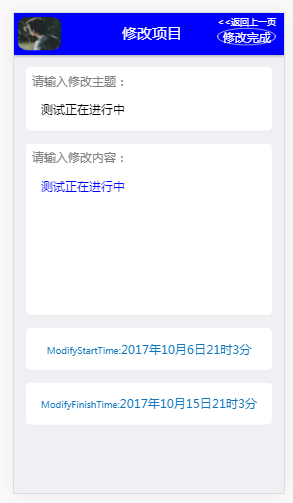 修改项目
<<返回上一页
修改完成
请输入修改主题：
测试正在进行中
请输入修改内容：
测试正在进行中
ModifyStartTime:2017年10月6日21时3分
ModifyFinishTime:2017年10月15日21时3分